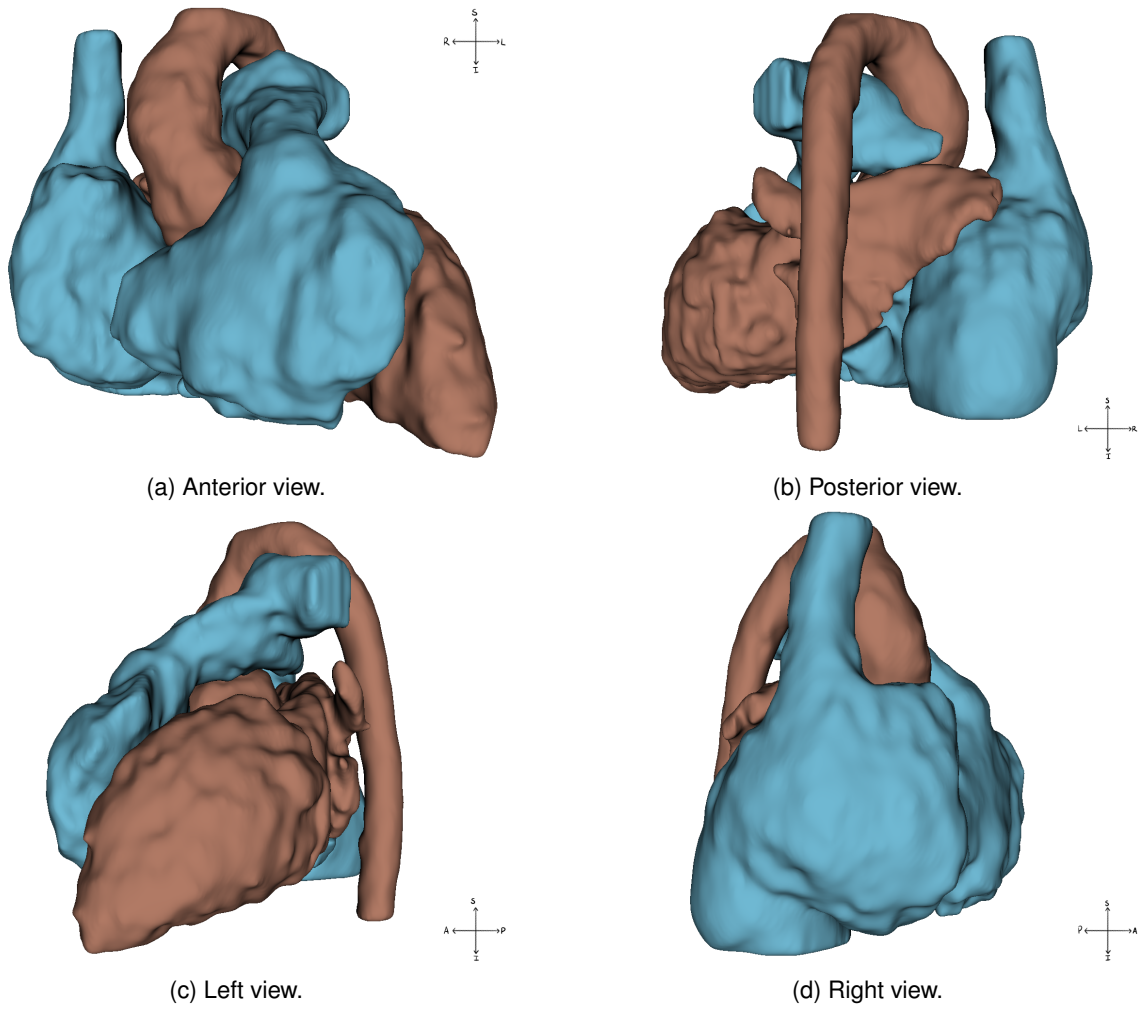 S
R L
I
(a) Anterior view.
S
L R
I
(b) Posterior view.
S
A P
I
(c) Left view.
S
P A
I
(d) Right view.